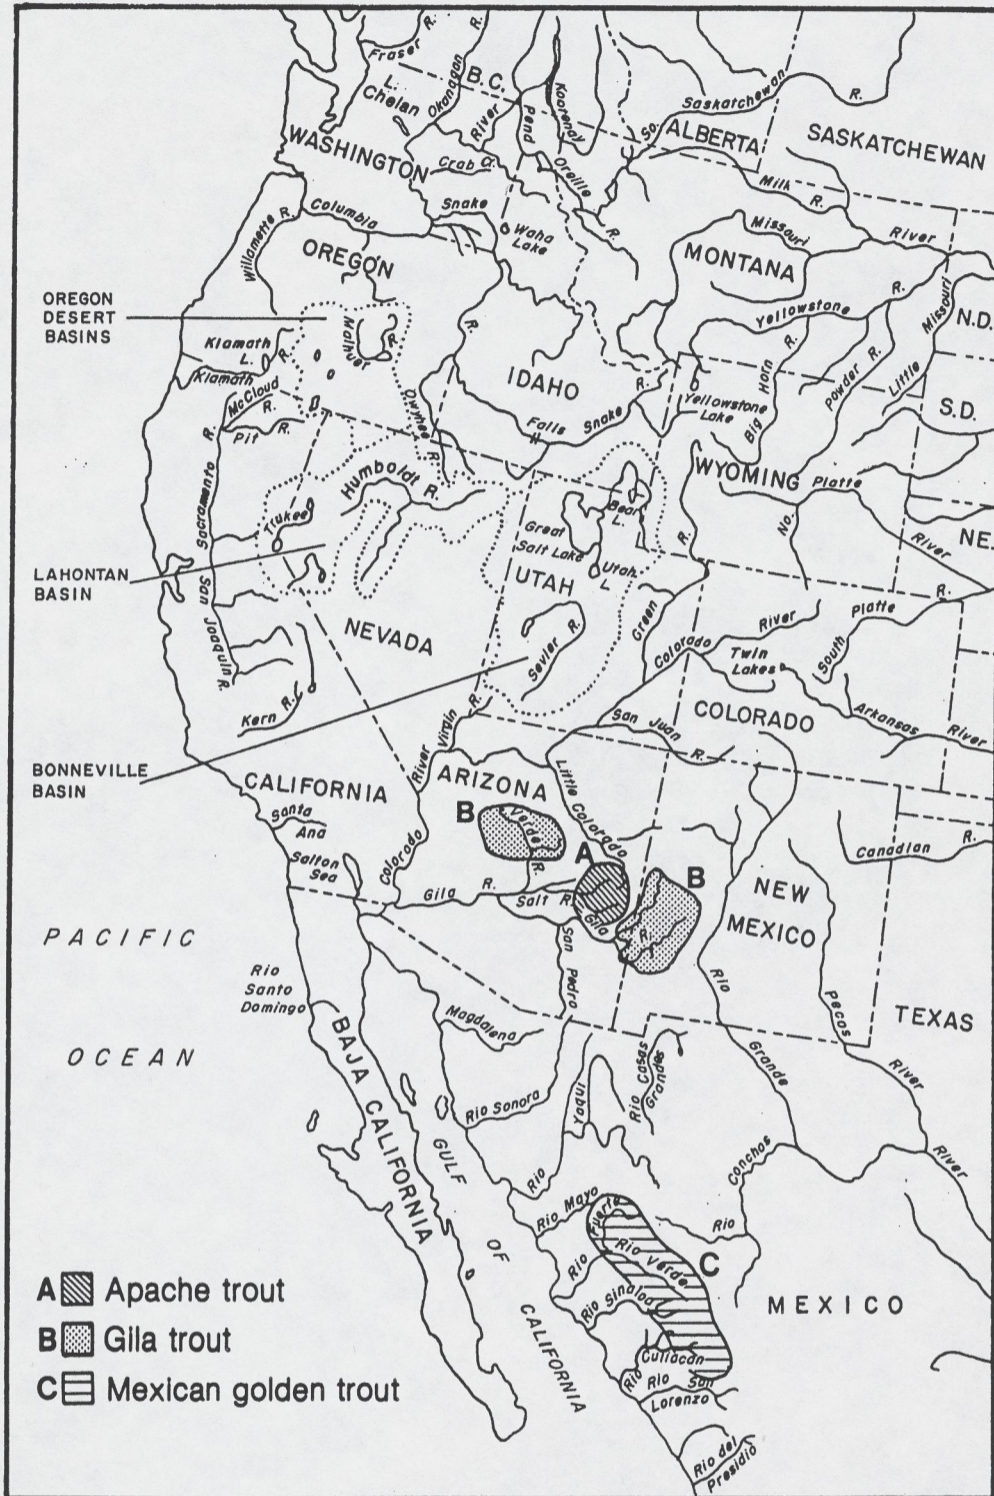 Fraser R.
L. Chelan
Okanagan R.
B.C.
River
Pend Oreille R.
Kootenay
So. Saskatchewan R.
ALBERTA
SASKATCHEWAN
WASHINGTON
Crab Cr.
Milk R.
Columbia
Snake
Waha
Lake
Missouri
River
Willamette R.
OREGON
MONTANA
OREGON
DESERT
BASINS
Malhuer R.
R.
Yellowstone R.
Missouri
N.D.
Klamath
L.
R.
Klamath
IDAHO
R.
Yellowstone
Lake
Big Horn R.
Powder R.
Little
S.D.
McCloud
R.
Pit R.
Owyhee R.
Falls
Snake
WYOMING
Platte
Humboldt R.
Bear
L.
No.
River
NE.
Sacramento R.
Trukee
Great
Salt Lake
R.
LAHONTAN
BASIN
UTAH
Utah
L.
San Joaquin R.
NEVADA
Green
Sevier R.
Colorado River
South Platte R.
Twin
Lakes
Kern R.
COLORADO
Arkansas River
BONNEVILLE
BASIN
Virgin R.
San Juan R.
CALIFORNIA
Colorado River
ARIZONA
Little Colorado
Santa
Ana
B
Verde
R.
A
Canadian R.
Salton
Sea
Gila R.
Salt R.
Gila
R.
B
NEW
MEXICO
PACIFIC
OCEAN
Rio
Santo
Domingo
San Pedro
Rio Grande
Pecos River
TEXAS
Magdalena
BAJA CALIFORNIA
Rio Sonora
Rio Yaqui
Rio Casas
Grandes
GULF OF CALIFORNIA
Rio Conchos
River
Rio Mayo
Rio Fuerte
Rio Verde
C
Rio Sinaloa
MEXICO
Rio Culiacan
Rio San
Lorenzo
Rio del
Presidio
A Apache trout
B Gila trout
C Mexican golden trout